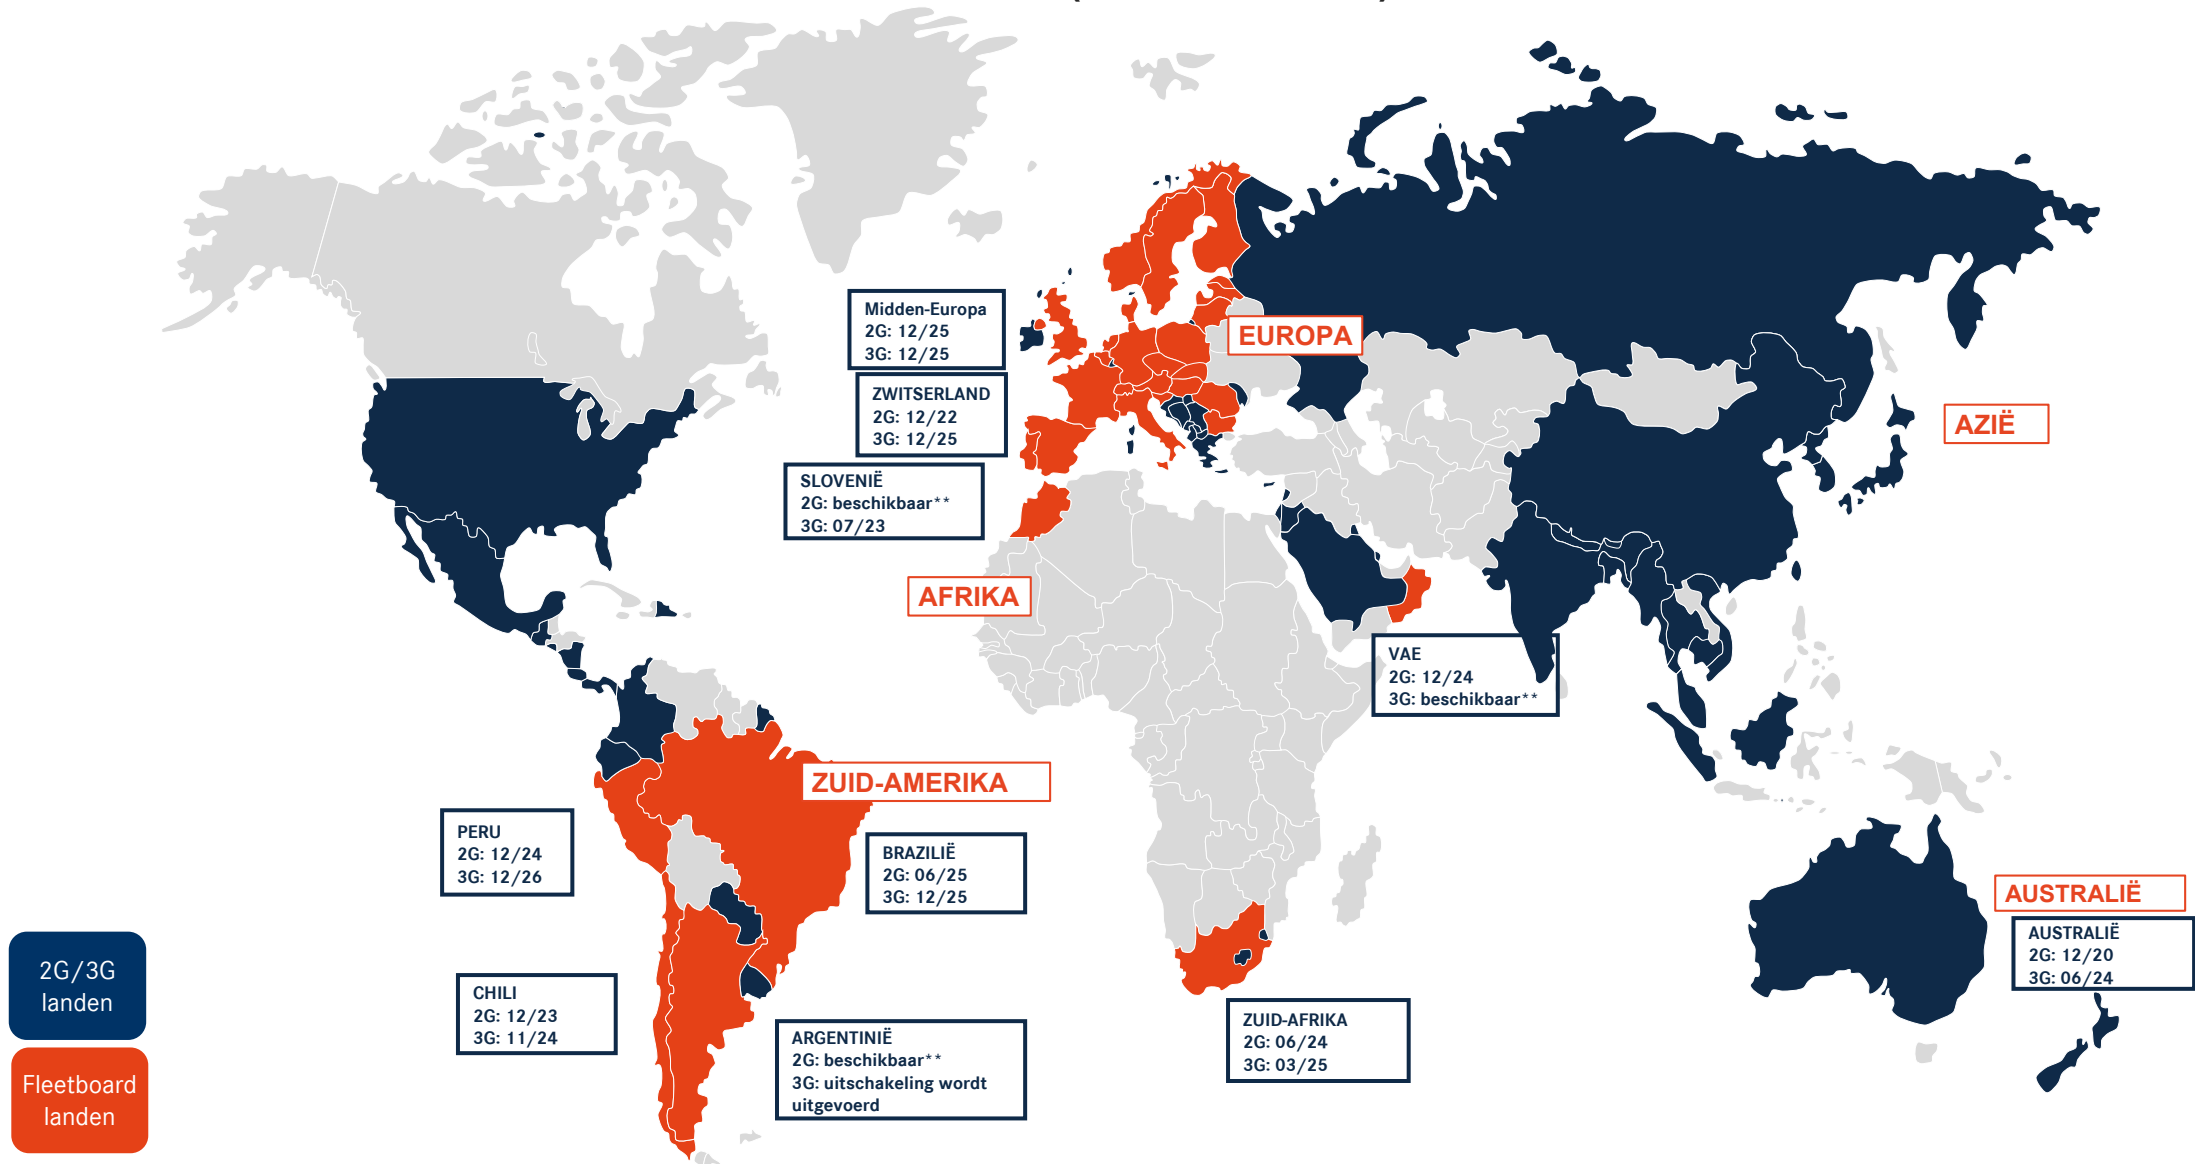 Midden-Europa
2G: 12/25
3G: 12/25
EUROPA
ZWITSERLAND
2G: 12/22
3G: 12/25
AZIË
SLOVENIË
2G: beschikbaar**
3G: 07/23
AFRIKA
VAE
2G: 12/24
3G: beschikbaar**
ZUID-AMERIKA
PERU
2G: 12/24
3G: 12/26
BRAZILIË
2G: 06/25
3G: 12/25
AUSTRALIË
AUSTRALIË
2G: 12/20
3G: 06/24
2G/3G
landen
CHILI
2G: 12/23
3G: 11/24
ZUID-AFRIKA
2G: 06/24
3G: 03/25
ARGENTINIË
2G: beschikbaar**
3G: uitschakeling wordt
uitgevoerd
Fleetboard
landen